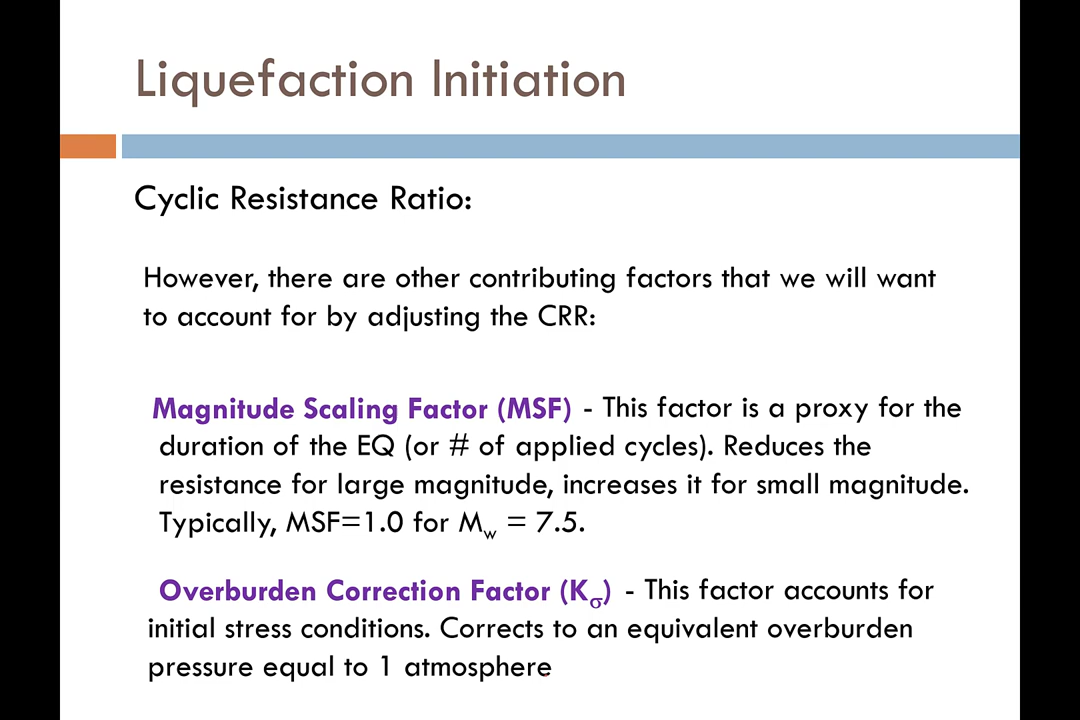 Liquefaction Initiation
Cyclic Resistance Ratio:
However, there are other contributing factors that we will want
to account for by adjusting the CRR:
Magnitude Scaling Factor (MSF) - This factor is a proxy for the
duration of the EQ (or # of applied cycles). Reduces the
resistance for large magnitude, increases it for small magnitude.
Typically, MSF=1.0 for Mw = 7.5.
Overburden Correction Factor (Kσ) - This factor accounts for
initial stress conditions. Corrects to an equivalent overburden
pressure equal to 1 atmosphere